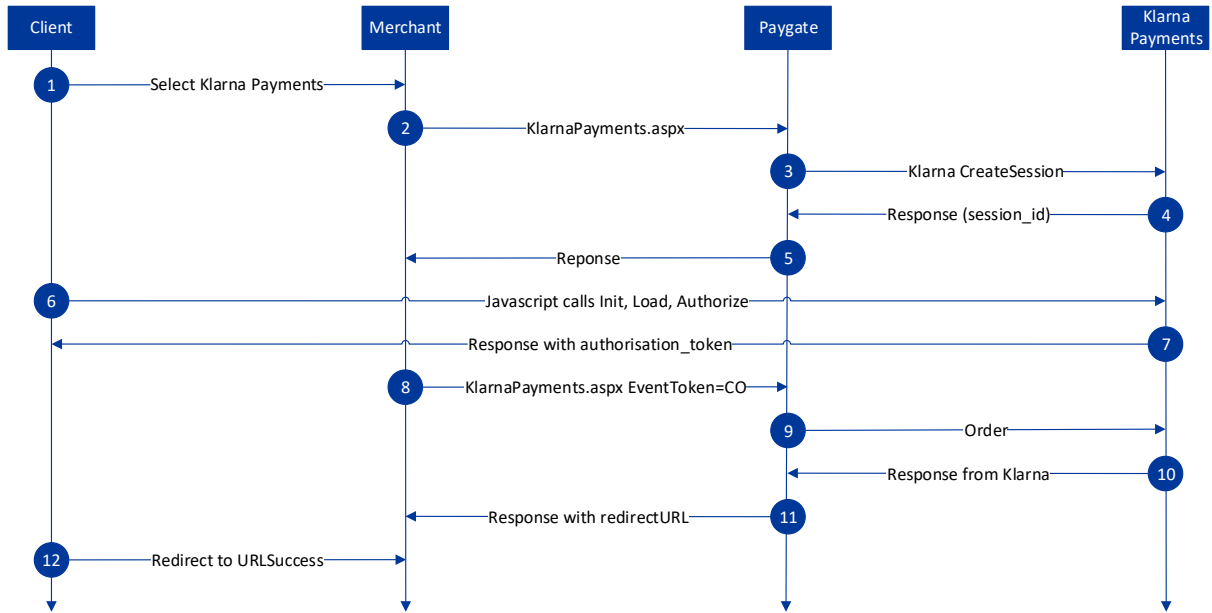 Client
Merchant
Paygate
Klarna
Payments
1
Select Klarna Payments
2
KlarnaPayments.aspx
3
Klarna CreateSession
Response (session_id)
4
Reponse
5
6
Javascript calls Init, Load, Authorize
Response with authorisation_token
7
8
KlarnaPayments.aspx EventToken=CO
9
Order
Response from Klarna
10
Response with redirectURL
11
12
Redirect to URLSuccess